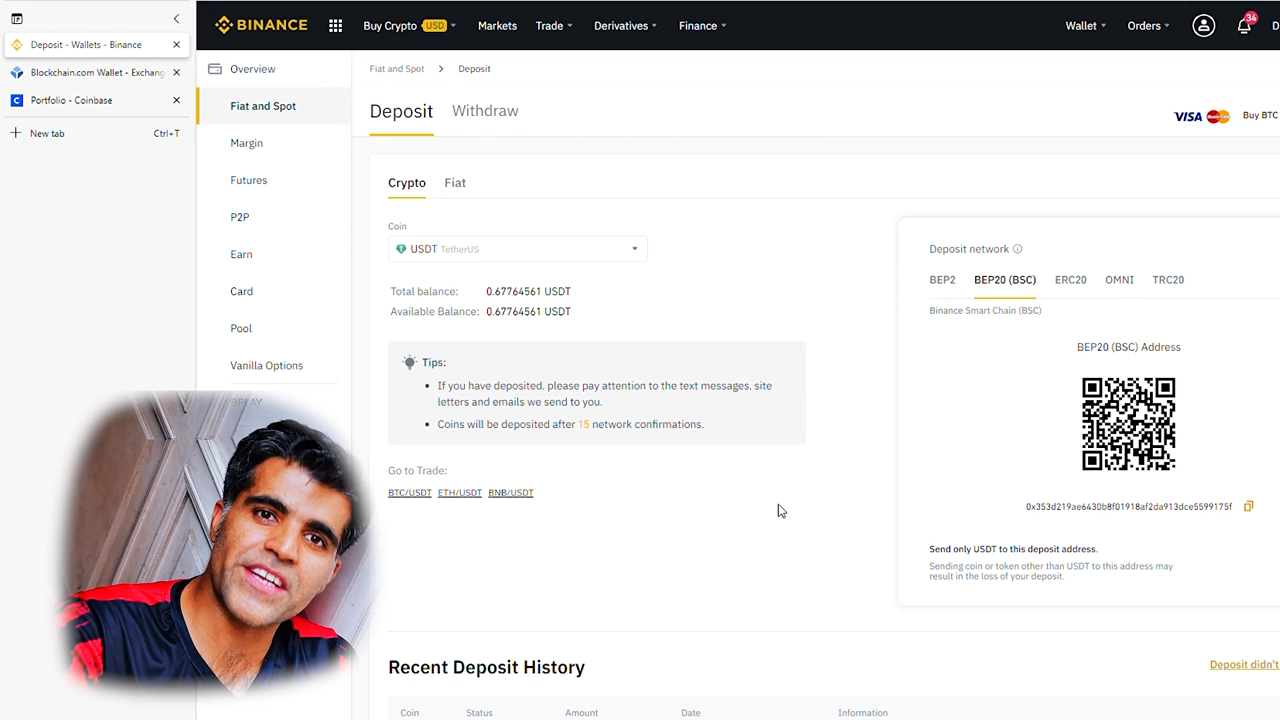 Deposit - Wallets - Binance
Blockchain.com Wallet - Exchang
Portfolio - Coinbase
New tab Ctrl+T
BINANCE
Buy Crypto USD Markets Trade Derivatives Finance
Wallet Orders 34 D
Overview
Fiat and Spot
Margin
Futures
P2P
Earn
Card
Pool
Vanilla Options
Fiat and Spot > Deposit
Deposit Withdraw
VISA MasterCard Buy BTC
Crypto Fiat
Coin
USDT TetherUS
Total balance: 0.67764561 USDT
Available Balance: 0.67764561 USDT
Tips:
• If you have deposited, please pay attention to the text messages, site
letters and emails we send to you.
• Coins will be deposited after 15 network confirmations.
Go to Trade:
BTC/USDT ETH/USDT BNB/USDT
Deposit network
BEP2 BEP20 (BSC) ERC20 OMNI TRC20
Binance Smart Chain (BSC)
BEP20 (BSC) Address
0x353d219ae6430b8f01918af2da913dce5599175f
Send only USDT to this deposit address.
Sending coin or token other than USDT to this address may
result in the loss of your deposit.
Recent Deposit History
Deposit didn't
Coin Status Amount Date Information